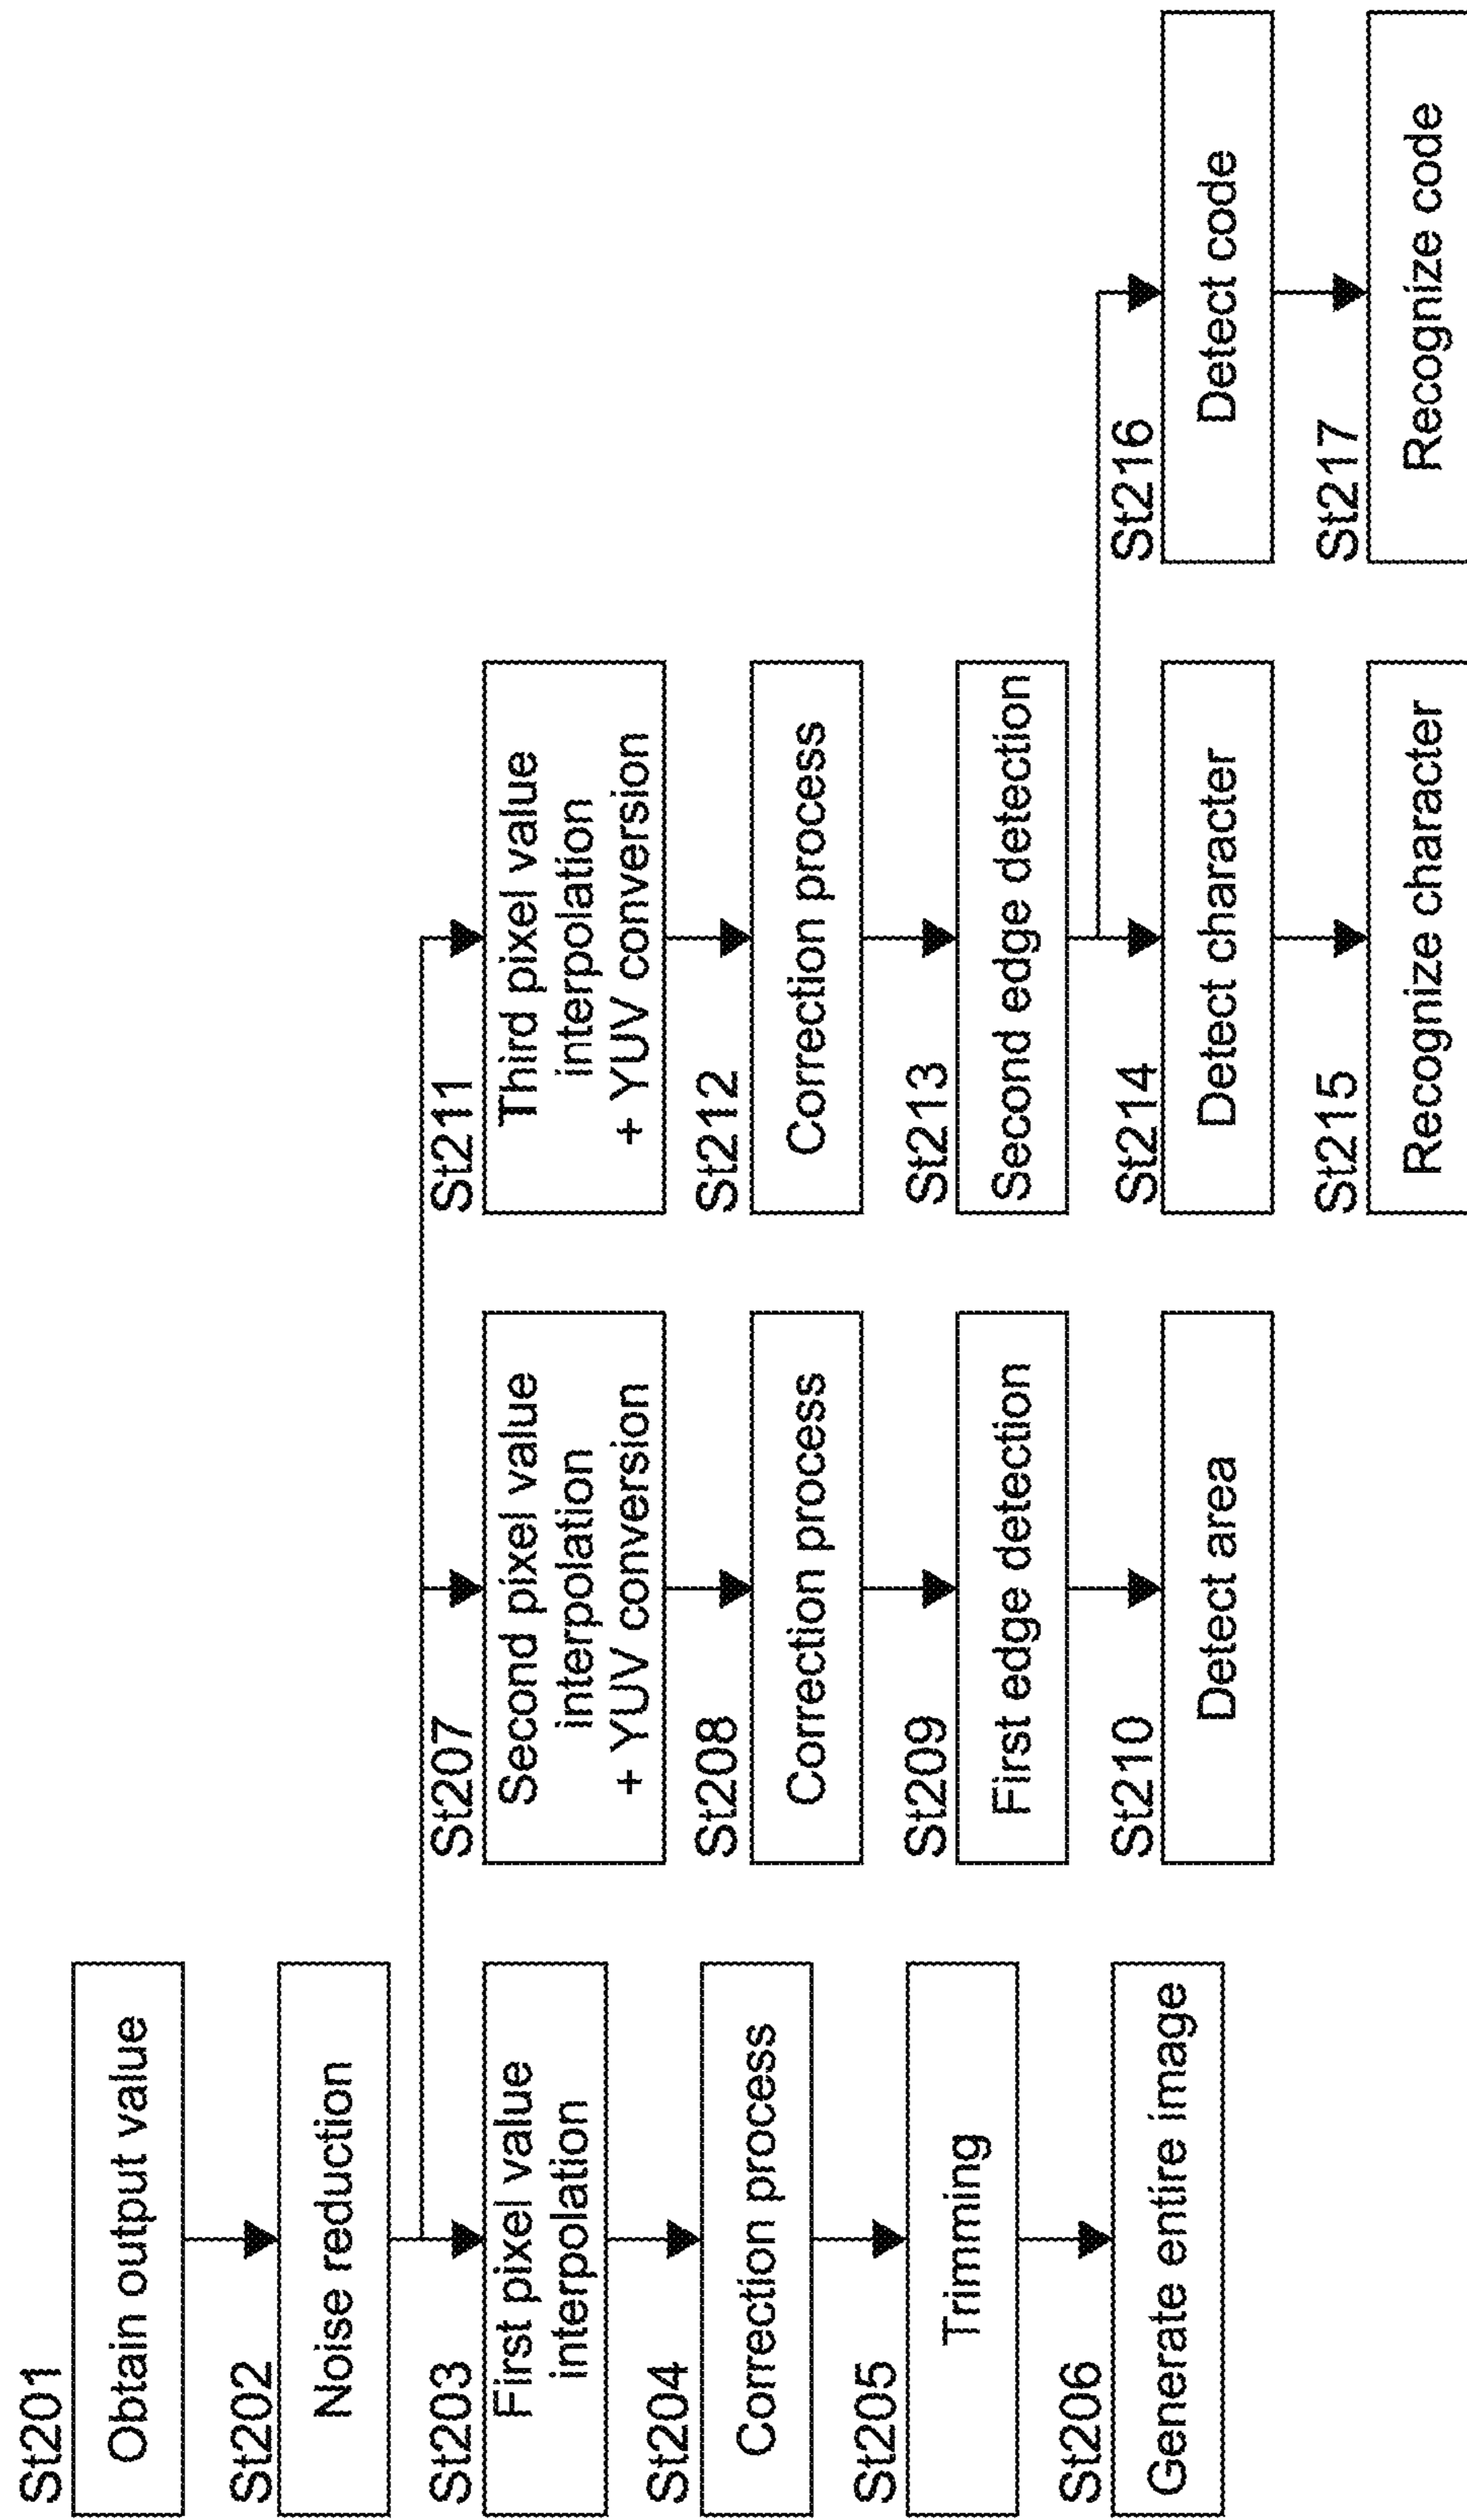 St201
Obtain output value
St202
Noise reduction
St203
First pixel value
interpolation
St204
Correction process
St205
Trimming
St206
Generate entire image
St207
Second pixel value
interpolation
+ YUV conversion
St208
Correction process
St209
First edge detection
St210
Detect area
St211
Third pixel value
interpolation
+ YUV conversion
St212
Correction process
St213
Second edge detection
St214
Detect character
St215
Recognize character
St216
Detect code
St217
Recognize code